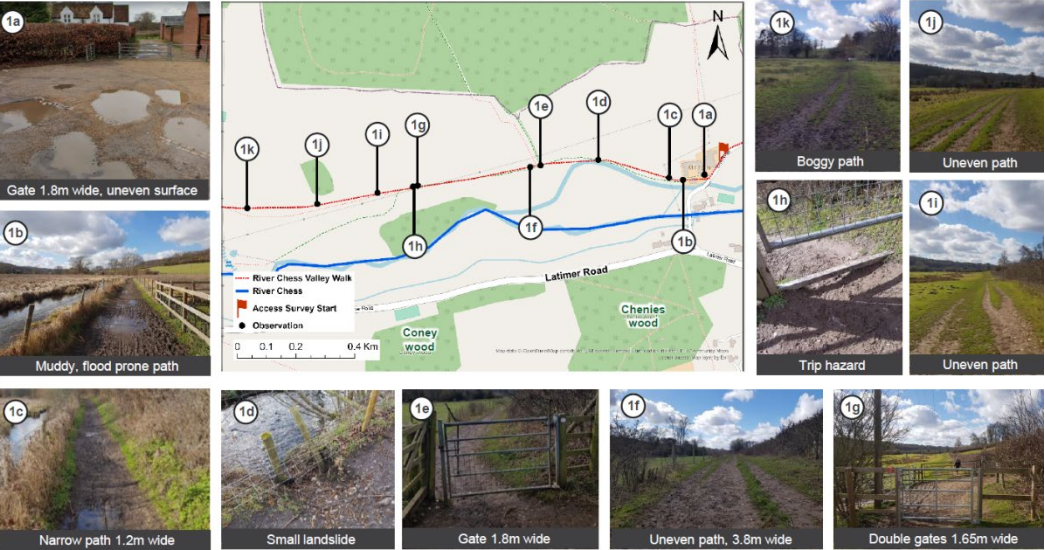 1a
Gate 1.8m wide, uneven surface
1b
Muddy, flood prone path
1c
Narrow path 1.2m wide
N
1k
1j
1i
1g
1e
1d
1c
1a
1h
1f
1b
River Chess Valley Walk
River Chess
Access Survey Start
Observation
0 0.2 0.4 Km
Latimer Road
Coney
wood
Chenies
wood
1k
Boggy path
1j
Uneven path
1h
Trip hazard
1i
Uneven path
1d
Small landslide
1e
Gate 1.8m wide
1f
Uneven path, 3.8m wide
1g
Double gates 1.65m wide